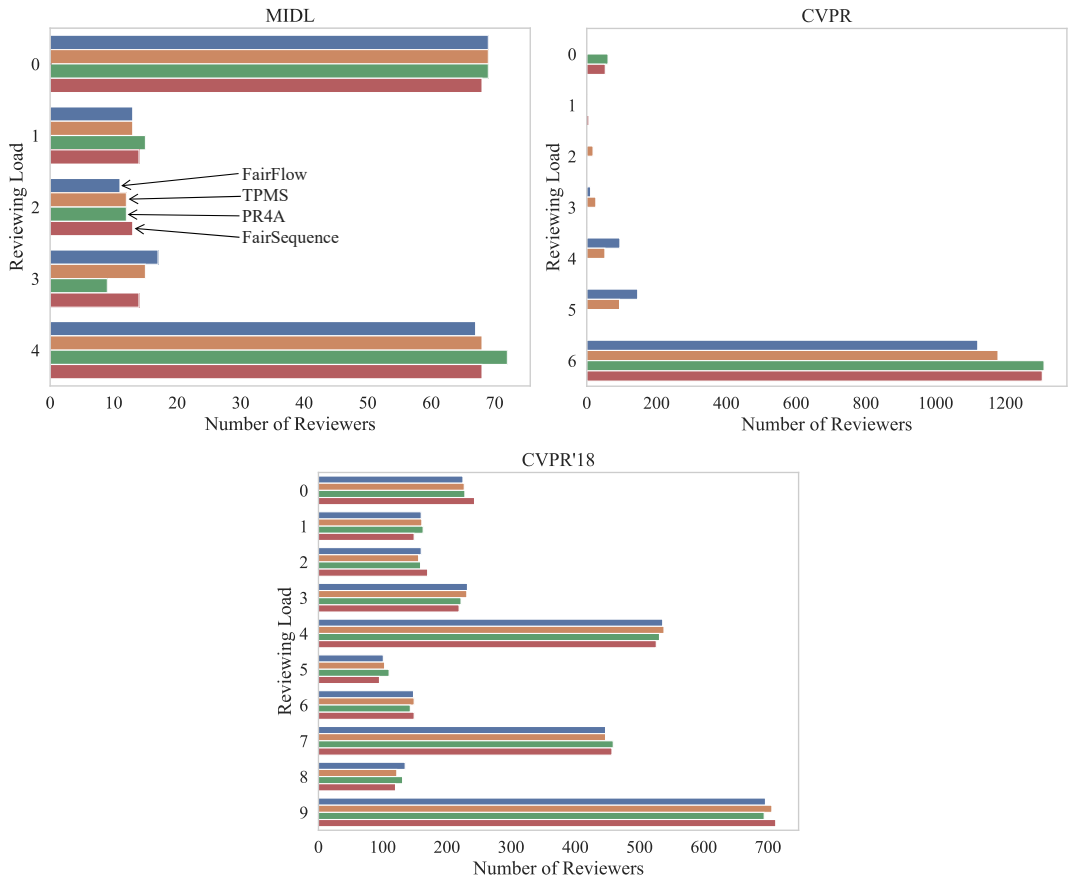 MIDL
Reviewing Load
0
1
2
3
4
FairFlow
TPMS
PR4A
FairSequence
0 10 20 30 40 50 60 70
Number of Reviewers
CVPR
Reviewing Load
0
1
2
3
4
5
6
0 200 400 600 800 1000 1200
Number of Reviewers
CVPR'18
Reviewing Load
0
1
2
3
4
5
6
7
8
9
0 100 200 300 400 500 600 700
Number of Reviewers